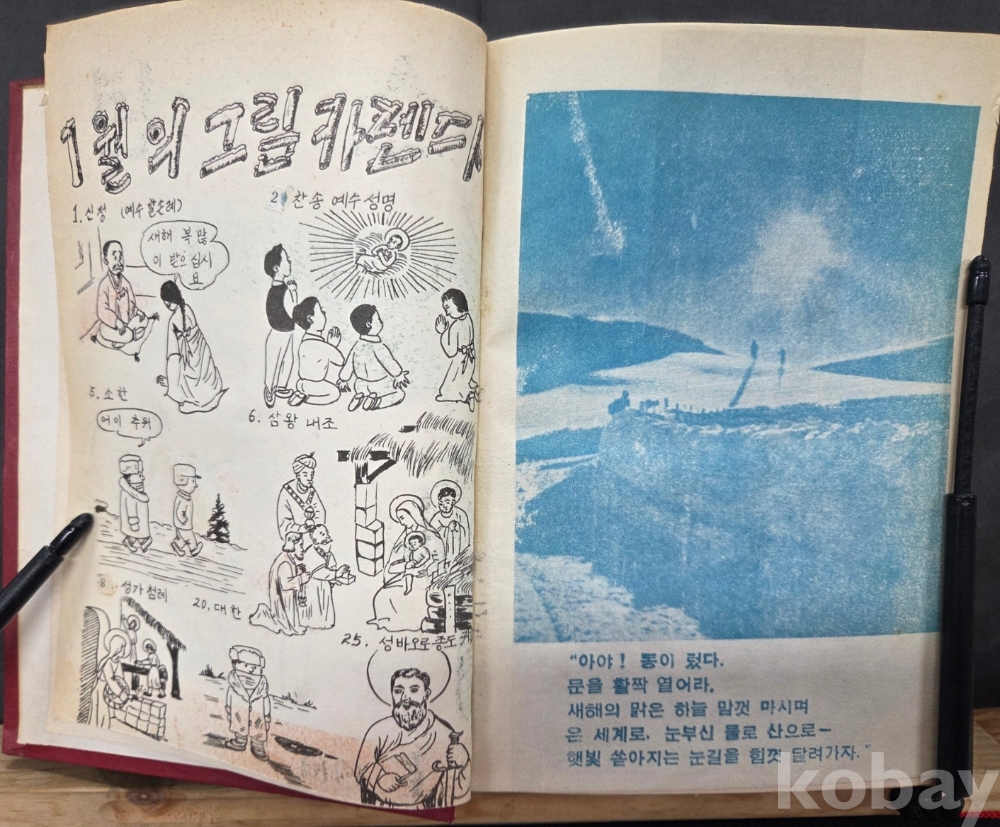 1월의 그림 카렌다
1. 신정 (예수 할손례)
새해 복 많
이 받으십시
요
2. 찬송 예수 성명
5. 소한
어이 추워
6. 삼왕 내조
8. 성가 첨례
20. 대한
25. 성바오로 종도
"아야! 동이 텄다.
문을 활짝 열어라.
새해의 맑은 하늘 맘껏 마시며
은 세계로, 눈부신 물로 산으로—
햇빛 쏟아지는 눈길을 힘껏 달려가자."
kobay